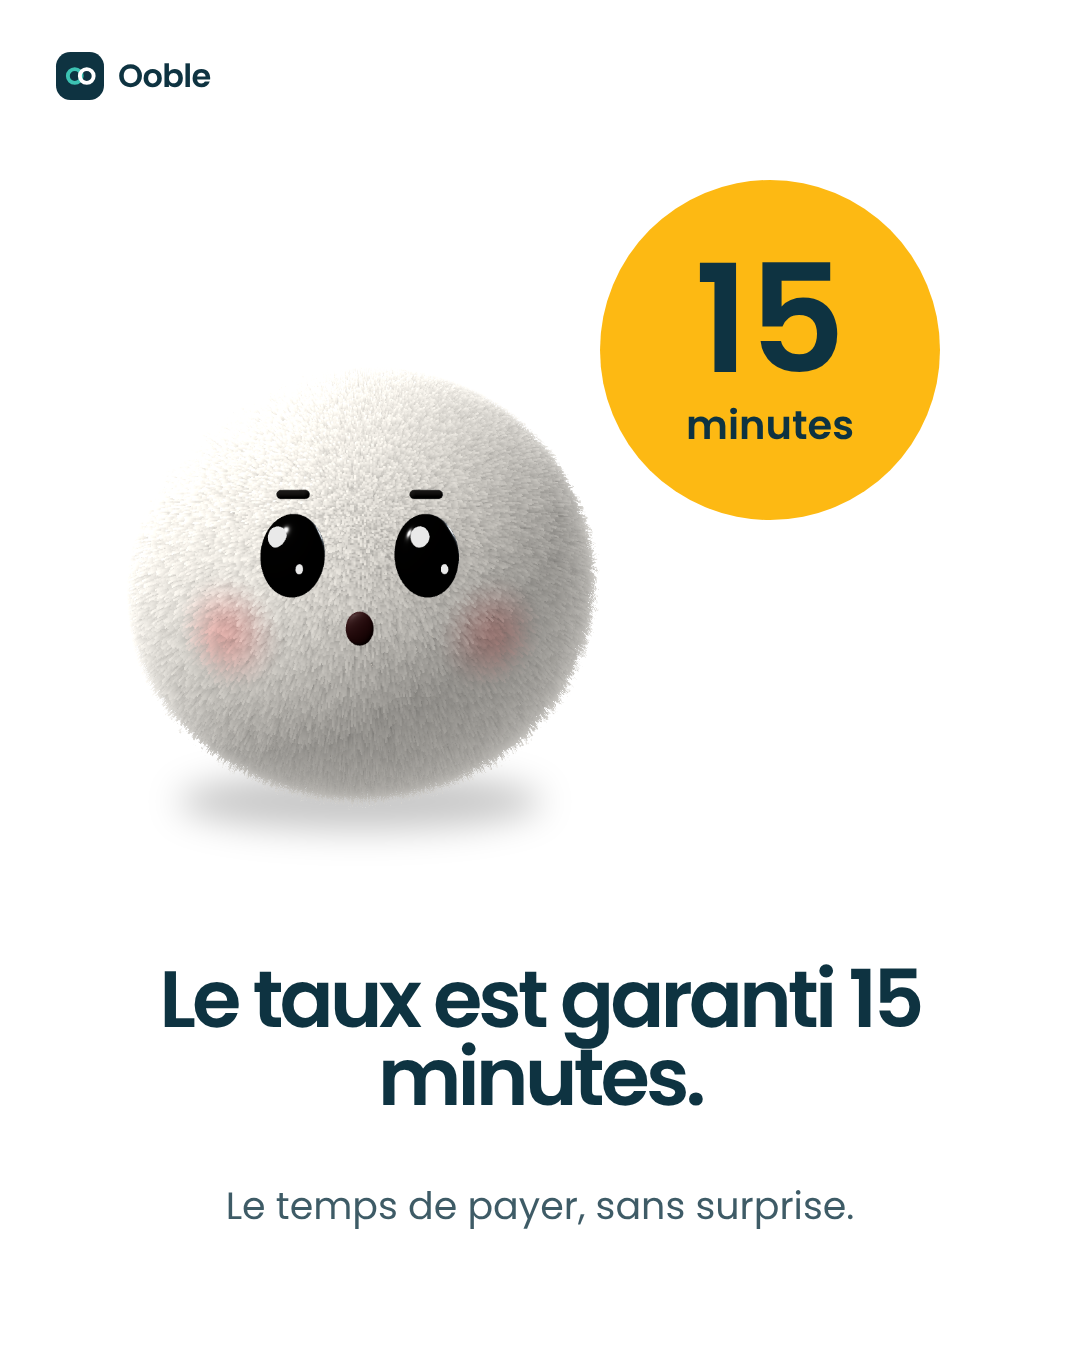 Ooble
15
minutes
Le taux est garanti 15
minutes.
Le temps de payer, sans surprise.